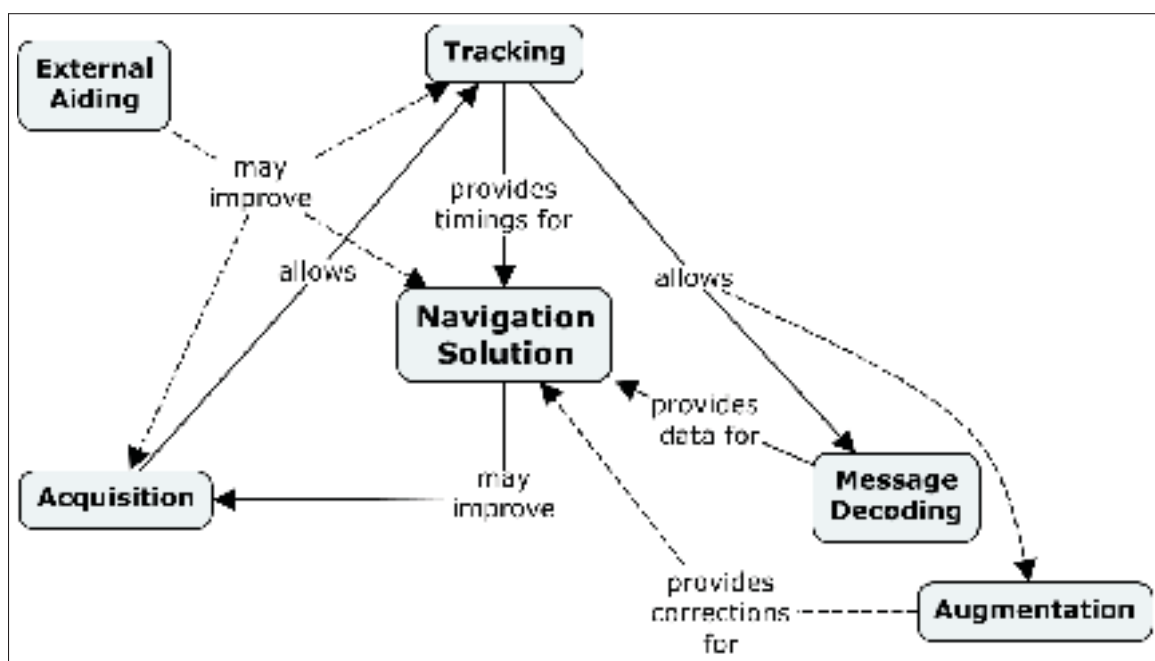 External
Aiding
Tracking
may
improve
provides
timings for
allows
allows
Navigation
Solution
provides
data for
Acquisition
may
improve
Message
Decoding
provides
corrections
for
Augmentation